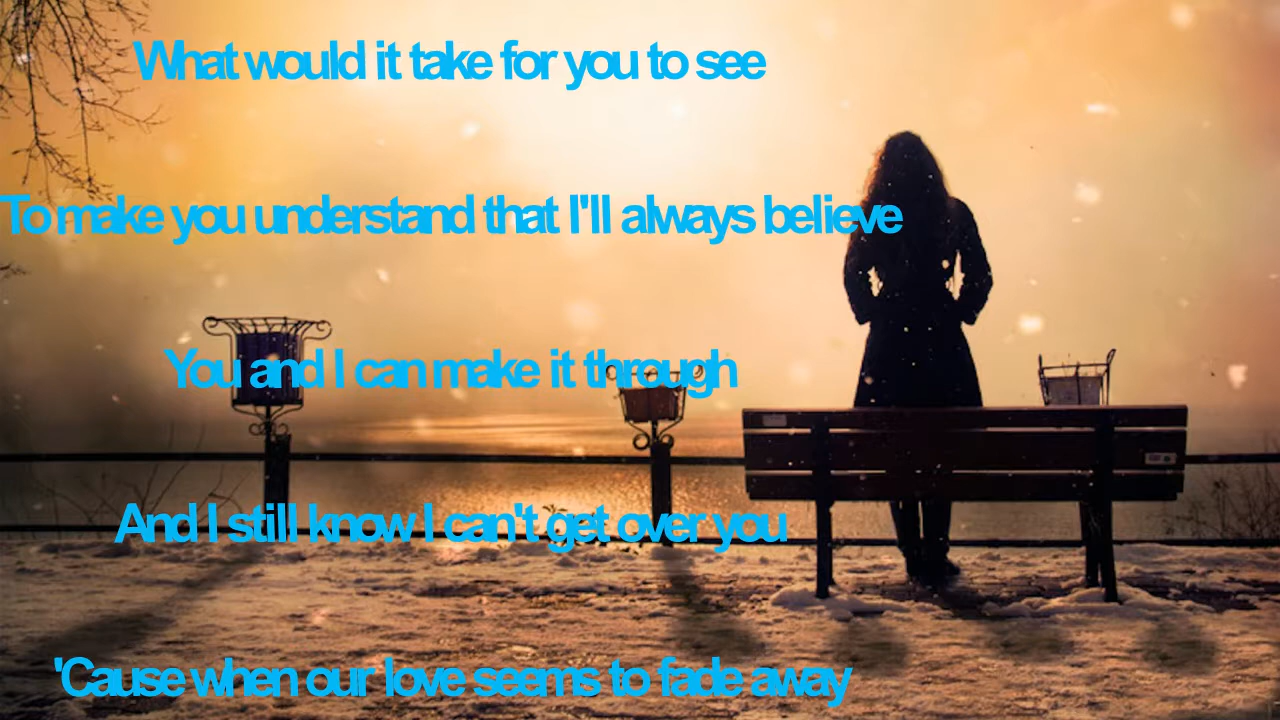 What would it take for you to see
To make you understand that I'll always believe
You and I can make it through
And I still know I can't get over you
'Cause when our love seems to fade away